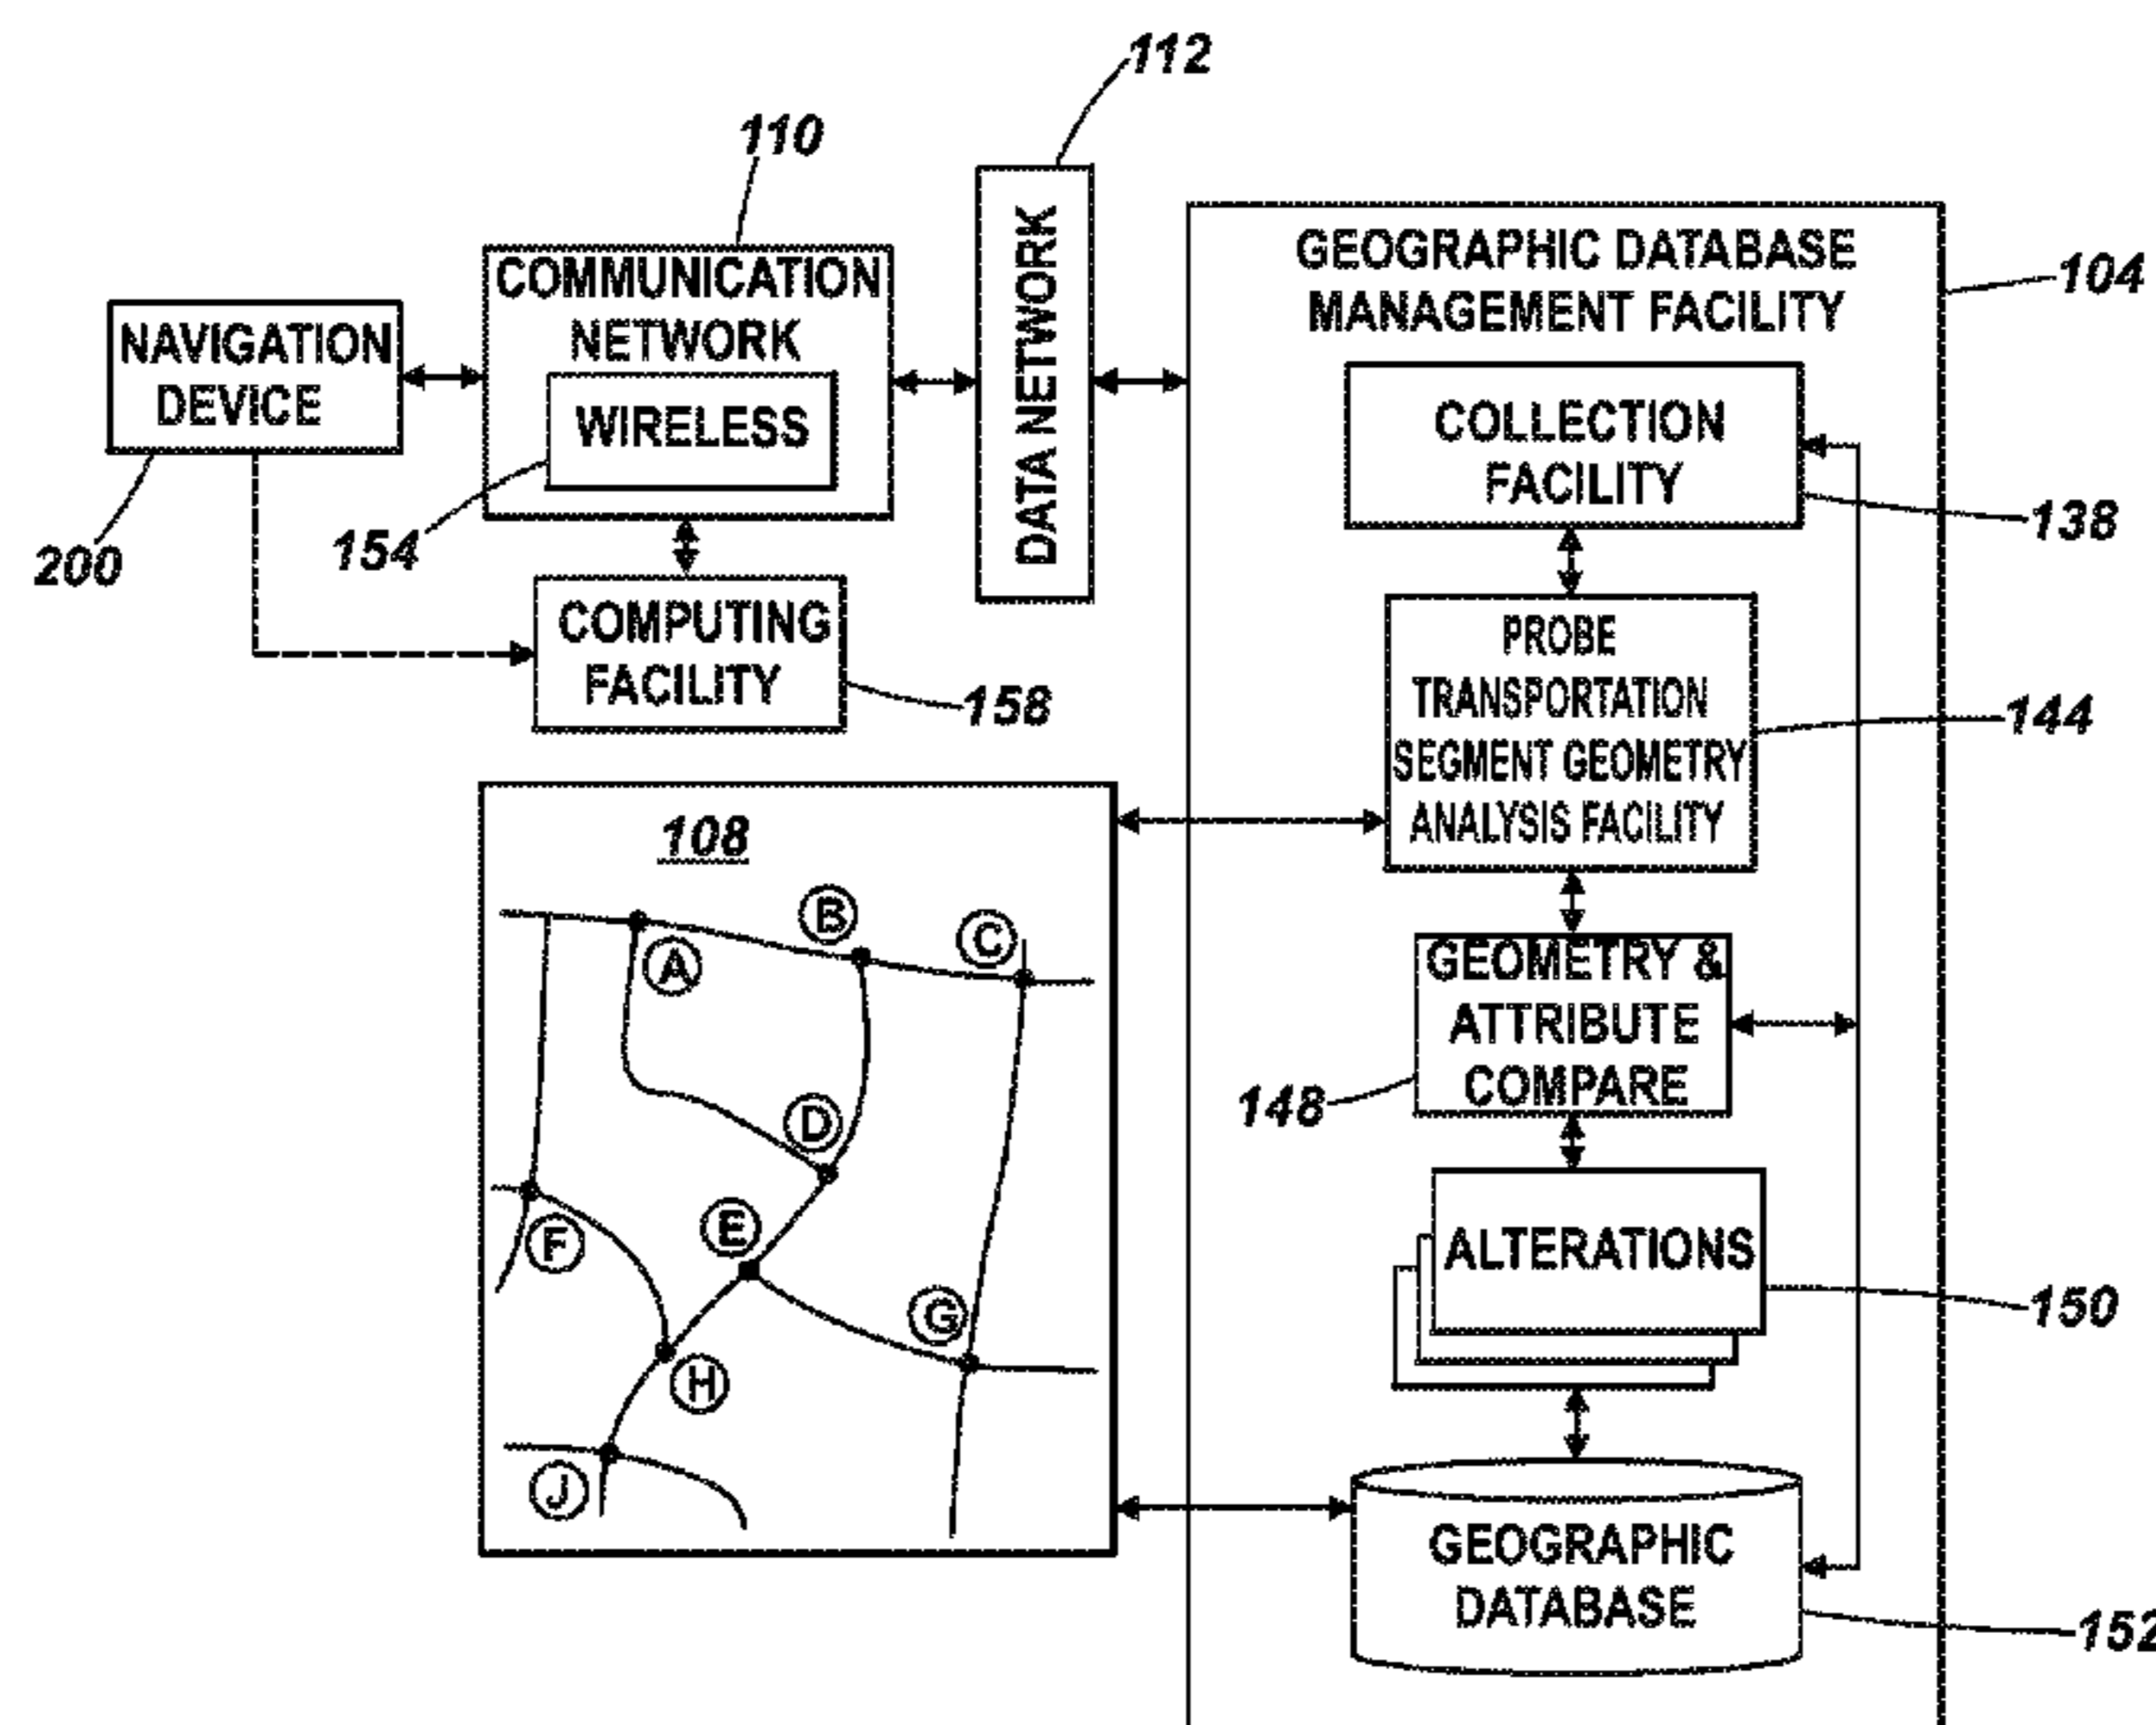 112
110
COMMUNICATION
NETWORK
WIRELESS
NAVIGATION
DEVICE
200
154
COMPUTING
FACILITY
158
DATA NETWORK
GEOGRAPHIC DATABASE
MANAGEMENT FACILITY
104
COLLECTION
FACILITY
138
PROBE
TRANSPORTATION
SEGMENT GEOMETRY
ANALYSIS FACILITY
144
GEOMETRY &
ATTRIBUTE
COMPARE
148
ALTERATIONS
150
GEOGRAPHIC
DATABASE
152
108
A
B
C
D
E
F
G
H
J